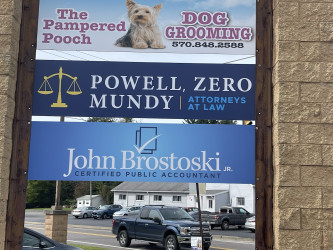 The Pampered Pooch
DOG GROOMING
570.848.2588
POWELL, ZERO
MUNDY | ATTORNEYS AT LAW
John Brostoski, JR.
CERTIFIED PUBLIC ACCOUNTANT